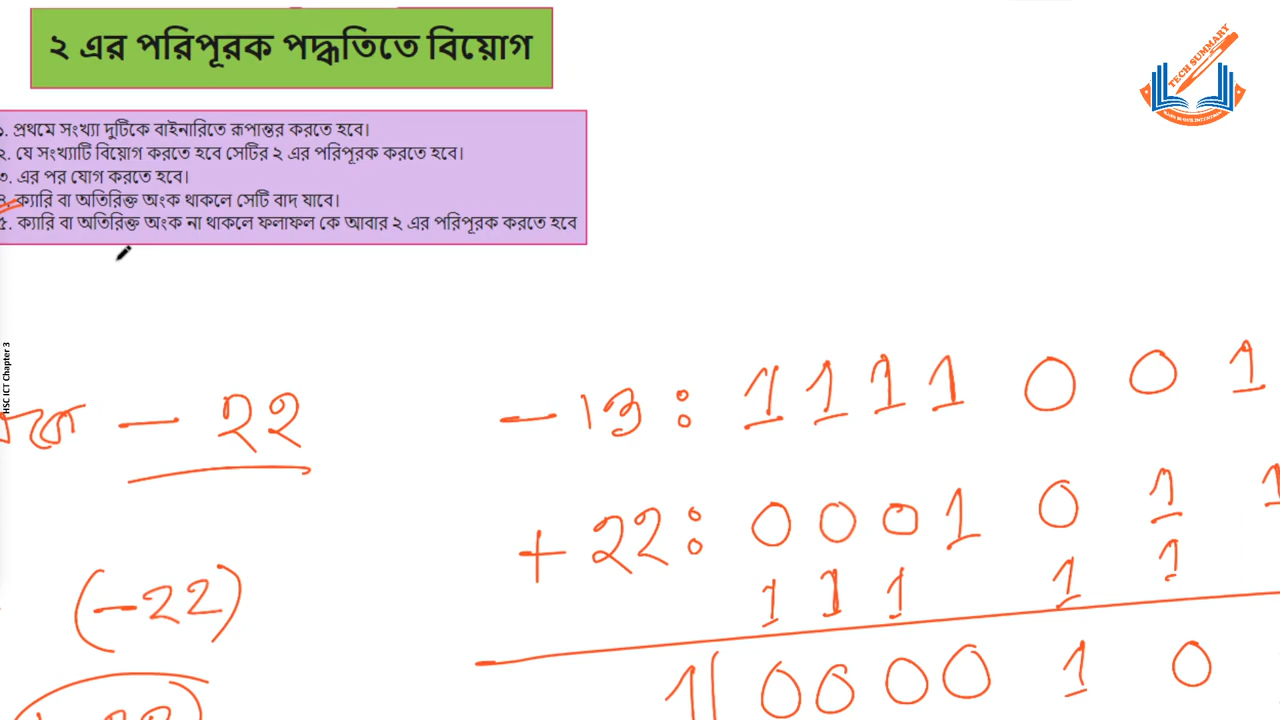 ২ এর পরিপূরক পদ্ধতিতে বিয়োগ
TECH SUMMARY
১. প্রথমে সংখ্যা দুটিকে বাইনারিতে রূপান্তর করতে হবে।
২. যে সংখ্যাটি বিয়োগ করতে হবে সেটির ২ এর পরিপূরক করতে হবে।
৩. এর পর যোগ করতে হবে।
৪. ক্যারি বা অতিরিক্ত অংক থাকলে সেটি বাদ যাবে।
৫. ক্যারি বা অতিরিক্ত অংক না থাকলে ফলাফল কে আবার ২ এর পরিপূরক করতে হবে
HSC ICT Chapter 3
- 22
- 13 : 1 1 1 1 0 0 1
+ 22 : 0 0 0 1 0 1 1
1 1 1 1 1
(-22)
1 0 0 0 0 1 0